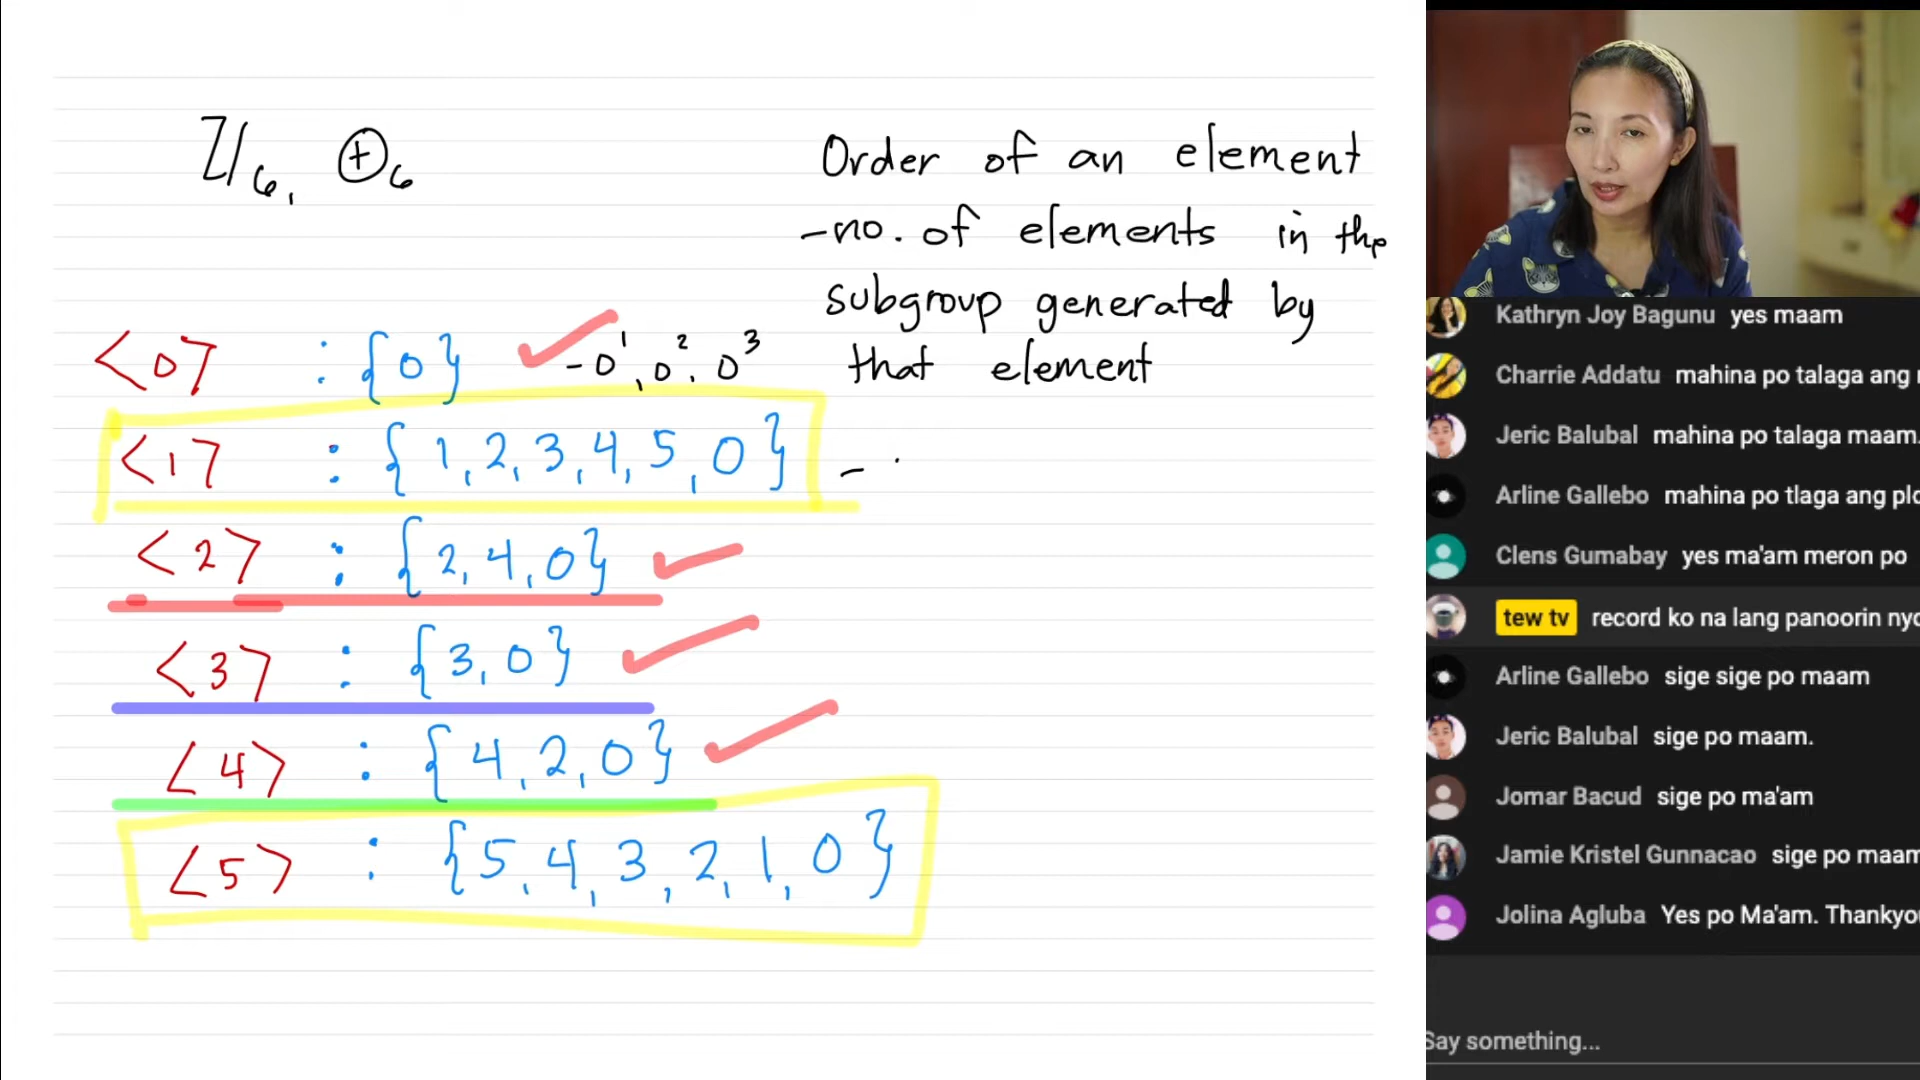 ℤ₆, ⊕₆
Order of an element
- no. of elements in the
subgroup generated by
that element
<0> : {0} - 0¹, 0², 0³
<1> : {1, 2, 3, 4, 5, 0} -
<2> : {2, 4, 0}
<3> : {3, 0}
<4> : {4, 2, 0}
<5> : {5, 4, 3, 2, 1, 0}
Kathryn Joy Bagunu yes maam
Charrie Addatu mahina po talaga ang
Jeric Balubal mahina po talaga maam.
Arline Gallebo mahina po tlaga ang
Clens Gumabay yes ma'am meron po
tew tv record ko na lang panoorin
Arline Gallebo sige sige po maam
Jeric Balubal sige po maam.
Jomar Bacud sige po ma'am
Jamie Kristel Gunnacao sige po maam
Jolina Agluba Yes po Ma'am.
Say something...